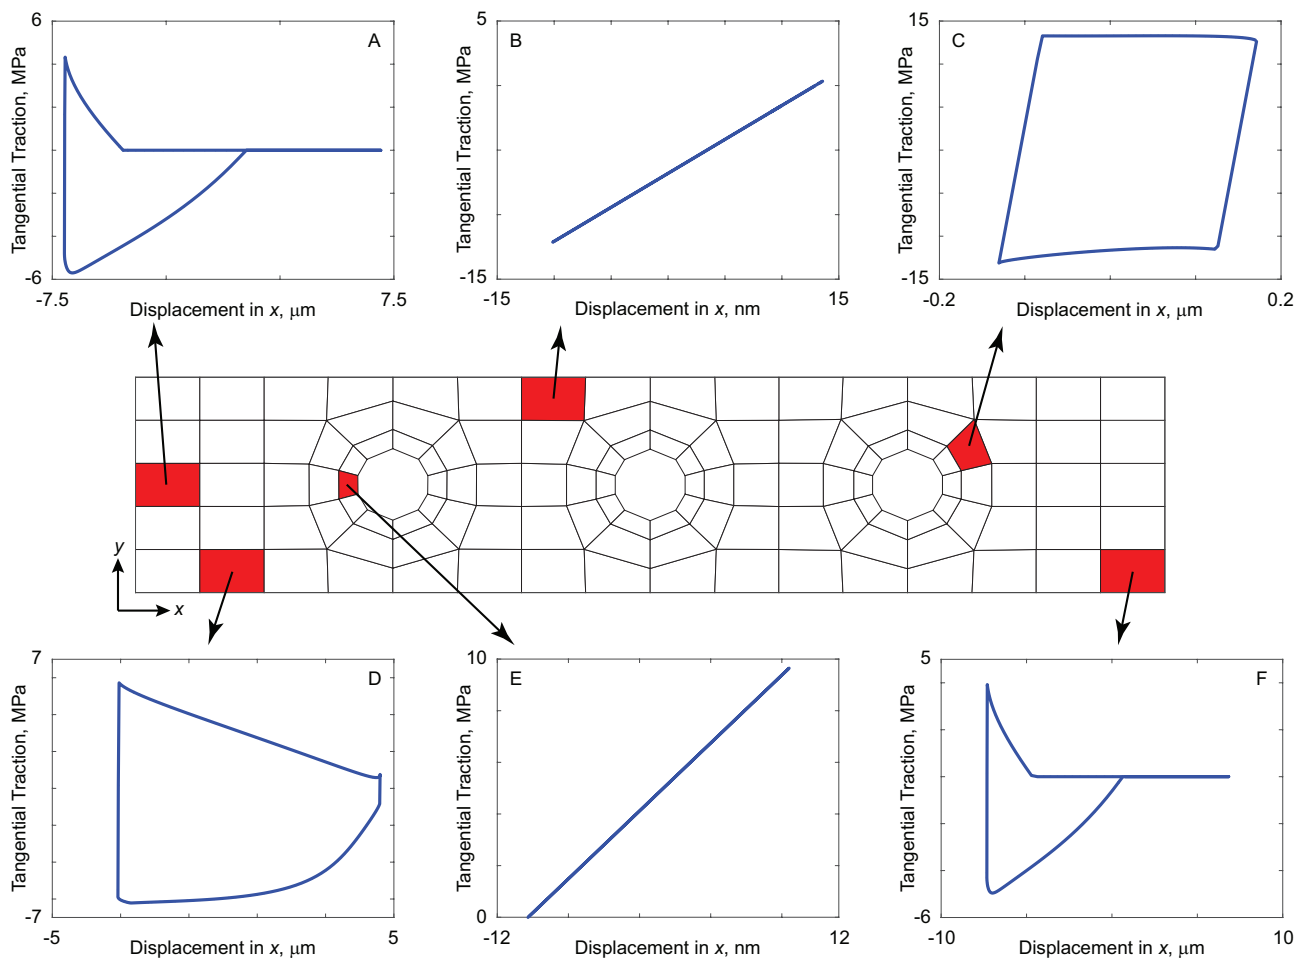 6
A
Tangential Traction, MPa
-6
-7.5
7.5
Displacement in x, μm
5
B
Tangential Traction, MPa
-15
-15
15
Displacement in x, nm
15
C
Tangential Traction, MPa
-15
-0.2
0.2
Displacement in x, μm
y
x
7
D
Tangential Traction, MPa
-7
-5
5
Displacement in x, μm
10
E
Tangential Traction, MPa
0
-12
12
Displacement in x, nm
5
F
Tangential Traction, MPa
-6
-10
10
Displacement in x, μm